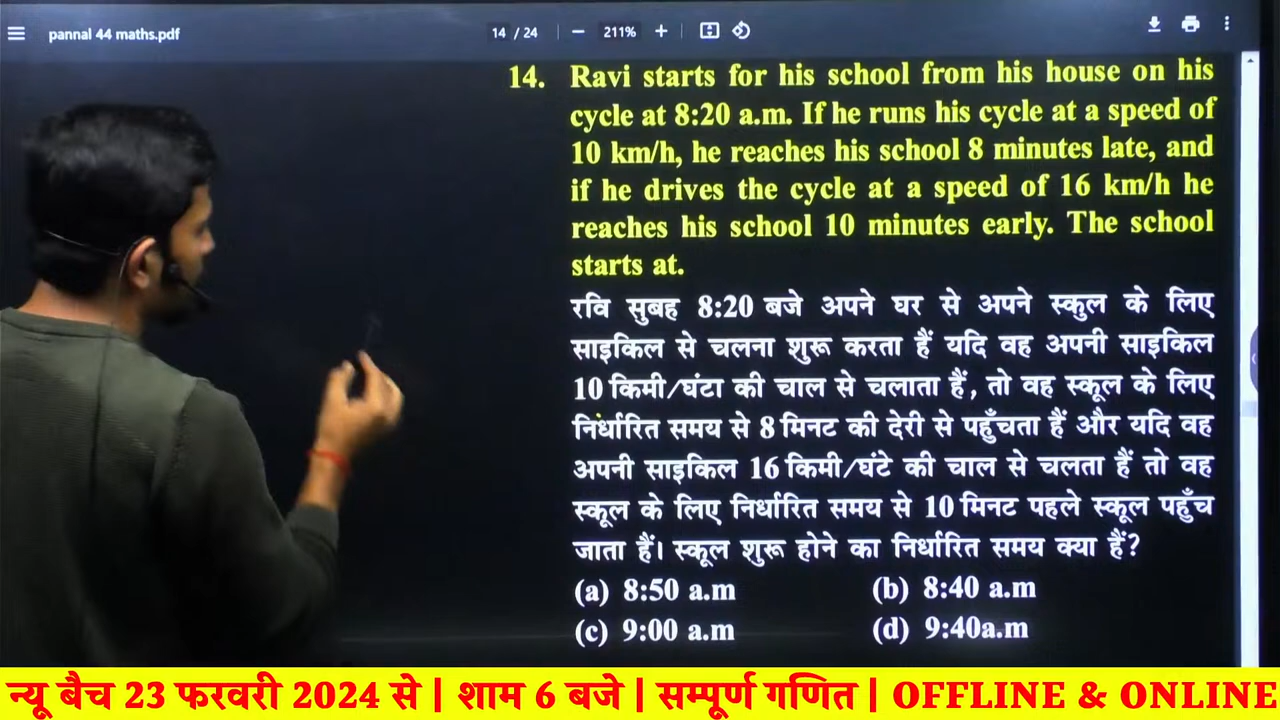 pannal 44 maths.pdf
14 / 24
211%
14. Ravi starts for his school from his house on his
cycle at 8:20 a.m. If he runs his cycle at a speed of
10 km/h, he reaches his school 8 minutes late, and
if he drives the cycle at a speed of 16 km/h he
reaches his school 10 minutes early. The school
starts at.
रवि सुबह 8:20 बजे अपने घर से अपने स्कुल के लिए
साइकिल से चलना शुरू करता हैं यदि वह अपनी साइकिल
10 किमी/घंटा की चाल से चलाता हैं, तो वह स्कूल के लिए
निर्धारित समय से 8 मिनट की देरी से पहुँचता हैं और यदि वह
अपनी साइकिल 16 किमी/घंटे की चाल से चलता हैं तो वह
स्कूल के लिए निर्धारित समय से 10 मिनट पहले स्कूल पहुँच
जाता हैं। स्कूल शुरू होने का निर्धारित समय क्या हैं?
(a) 8:50 a.m (b) 8:40 a.m
(c) 9:00 a.m (d) 9:40a.m
न्यू बैच 23 फरवरी 2024 से | शाम 6 बजे | सम्पूर्ण गणित | OFFLINE & ONLINE